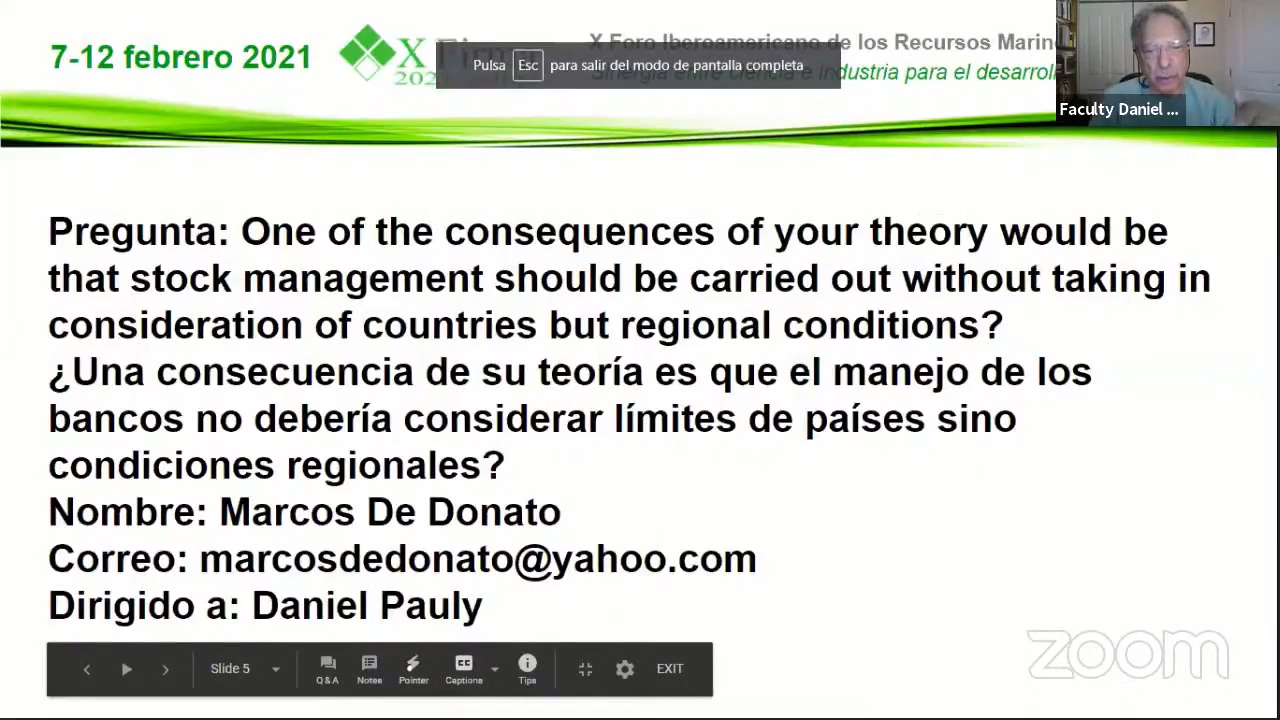 7-12 febrero 2021
X Foro Iberoamericano de los Recursos Marin
Pulsa Esc para salir del modo de pantalla completa
industria para el desarrol
Faculty Daniel ...
Pregunta: One of the consequences of your theory would be
that stock management should be carried out without taking in
consideration of countries but regional conditions?
¿Una consecuencia de su teoría es que el manejo de los
bancos no debería considerar límites de países sino
condiciones regionales?
Nombre: Marcos De Donato
Correo: marcosdedonato@yahoo.com
Dirigido a: Daniel Pauly
Slide 5
Q & A
Notes
Pointer
CC
Captions
Tips
EXIT
zoom